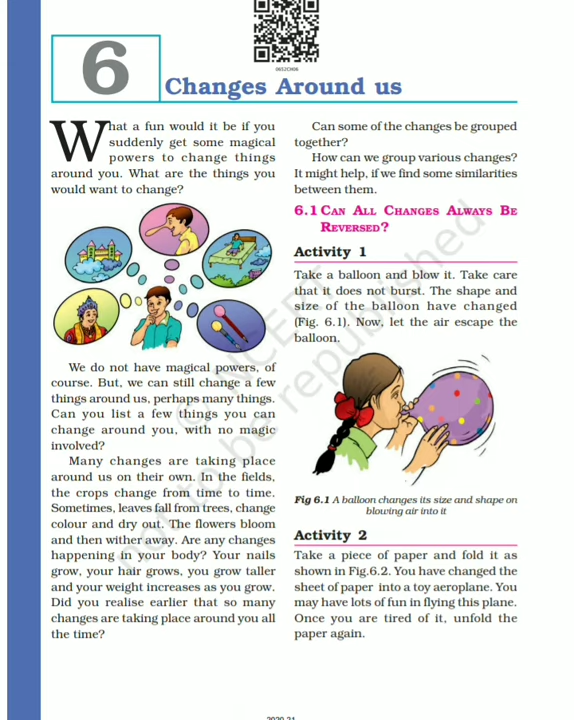 0652CH06
6
Changes Around us
What a fun would it be if you
suddenly get some magical
powers to change things
around you. What are the things you
would want to change?
We do not have magical powers, of
course. But, we can still change a few
things around us, perhaps many things.
Can you list a few things you can
change around you, with no magic
involved?
Many changes are taking place
around us on their own. In the fields,
the crops change from time to time.
Sometimes, leaves fall from trees, change
colour and dry out. The flowers bloom
and then wither away. Are any changes
happening in your body? Your nails
grow, your hair grows, you grow taller
and your weight increases as you grow.
Did you realise earlier that so many
changes are taking place around you all
the time?
Can some of the changes be grouped
together?
How can we group various changes?
It might help, if we find some similarities
between them.
6.1 CAN ALL CHANGES ALWAYS BE
REVERSED?
Activity 1
Take a balloon and blow it. Take care
that it does not burst. The shape and
size of the balloon have changed
(Fig. 6.1). Now, let the air escape the
balloon.
Fig 6.1 A balloon changes its size and shape on
blowing air into it
Activity 2
Take a piece of paper and fold it as
shown in Fig.6.2. You have changed the
sheet of paper into a toy aeroplane. You
may have lots of fun in flying this plane.
Once you are tired of it, unfold the
paper again.
© NCERT
not to be republished
2020-21